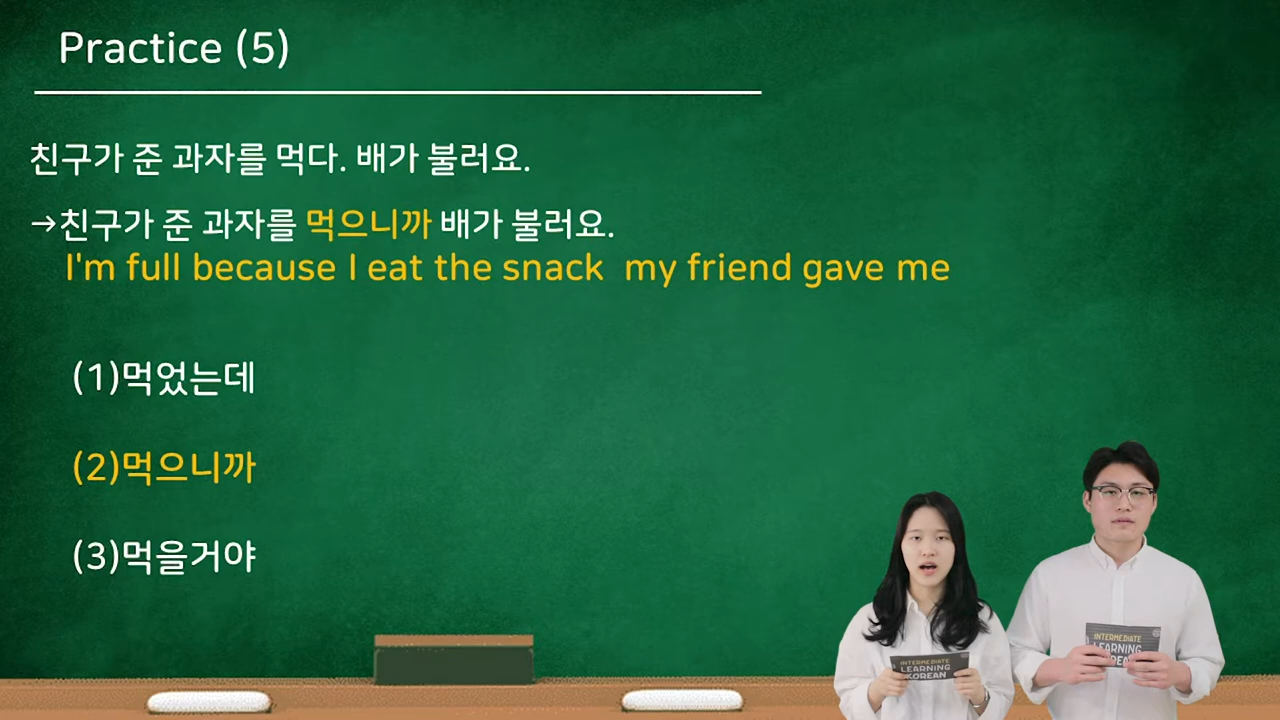 Practice (5)
친구가 준 과자를 먹다. 배가 불러요.
→친구가 준 과자를 먹으니까 배가 불러요.
I'm full because I eat the snack my friend gave me
(1)먹었는데
(2)먹으니까
(3)먹을거야
INTERMEDIATE
LEARNING
KOREAN
INTERMEDIATE
LEARNING